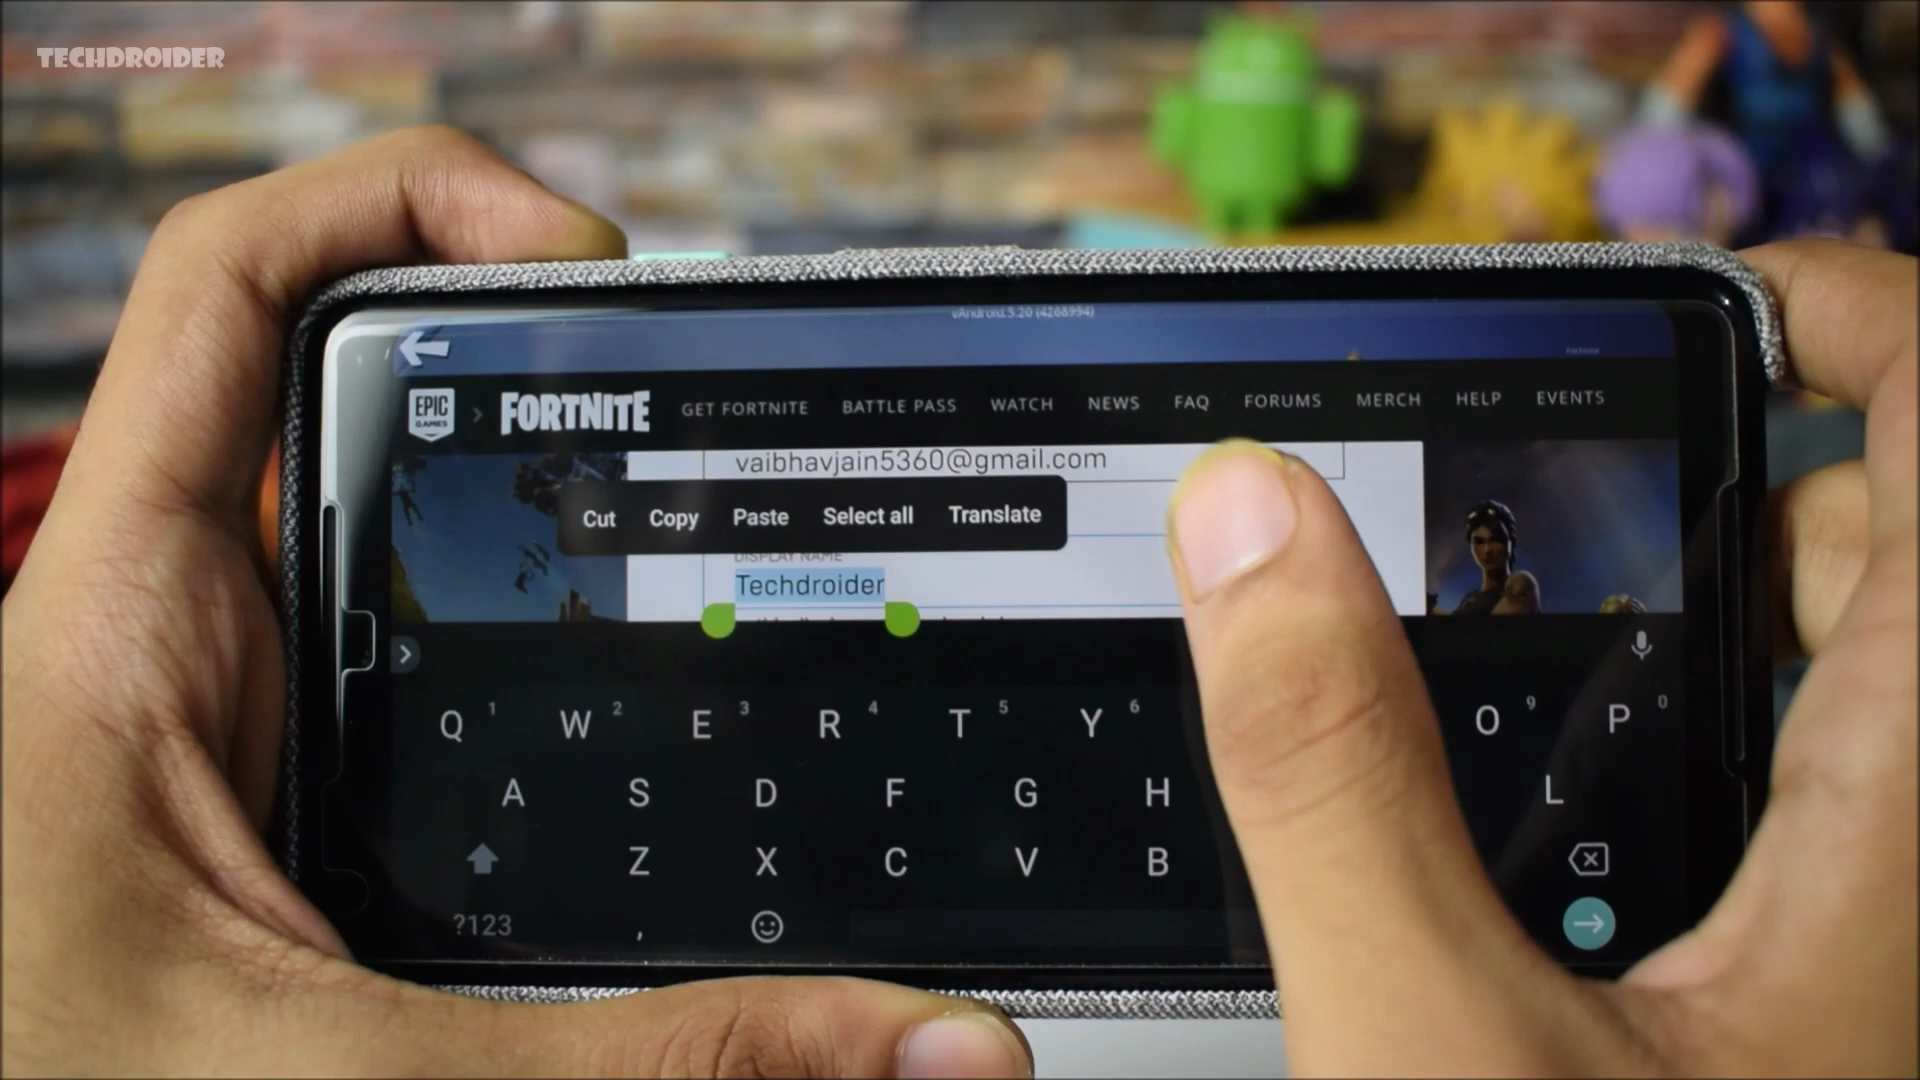 TECHDROIDER
vAndroid.5.20 (4268994)
EPIC
GAMES
FORTNITE
GET FORTNITE BATTLE PASS WATCH NEWS FAQ FORUMS MERCH HELP EVENTS
vaibhavjain5360@gmail.com
Cut Copy Paste Select all Translate
DISPLAY NAME
Techdroider
Q 1 W 2 E 3 R 4 T 5 Y 6 O 9 P 0
A S D F G H L
Z X C V B
?123 ,